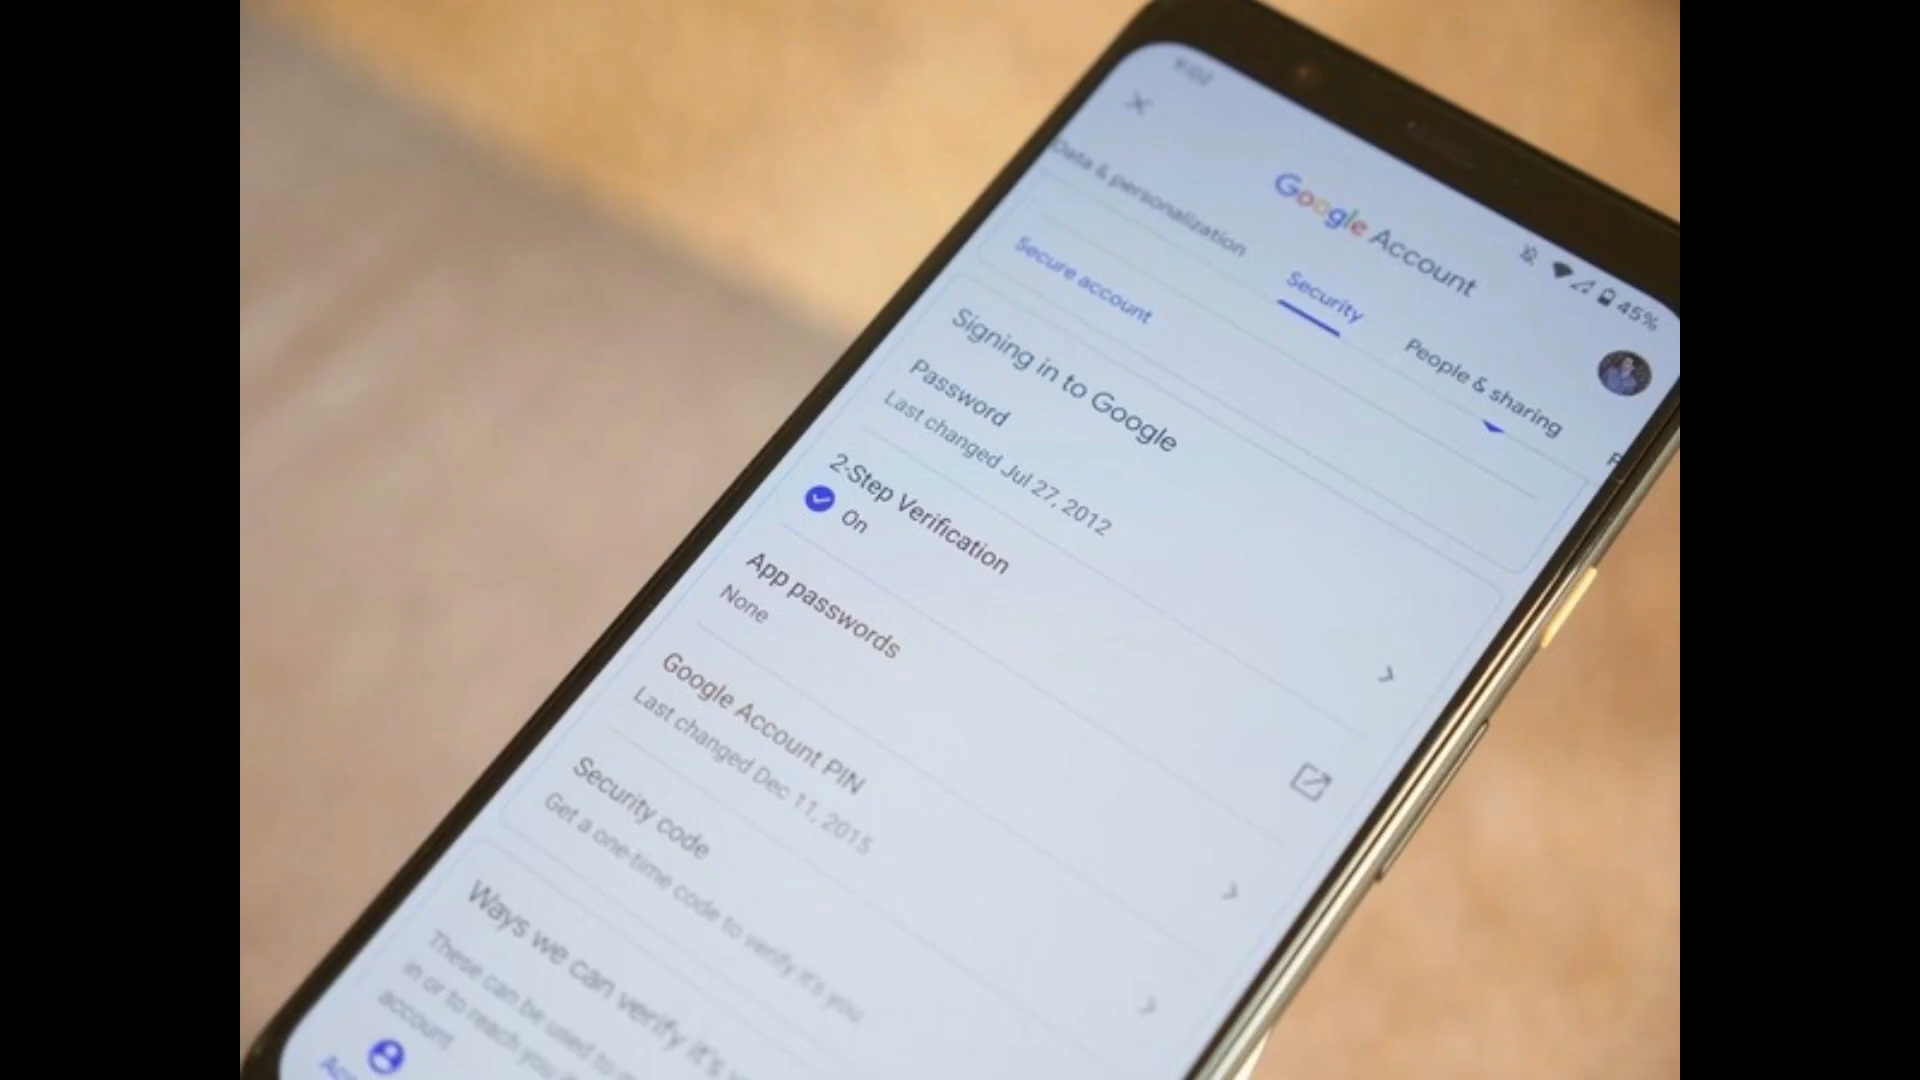 9:02
45%
Google Account
Data & personalization
Security
People & sharing
Secure account
Signing in to Google
Password
Last changed Jul 27, 2012
2-Step Verification
On
App passwords
None
Google Account PIN
Last changed Dec 11, 2015
Security code
Get a one-time code to verify it's you
Ways we can verify it's
These can be used to
in or to reach you
account